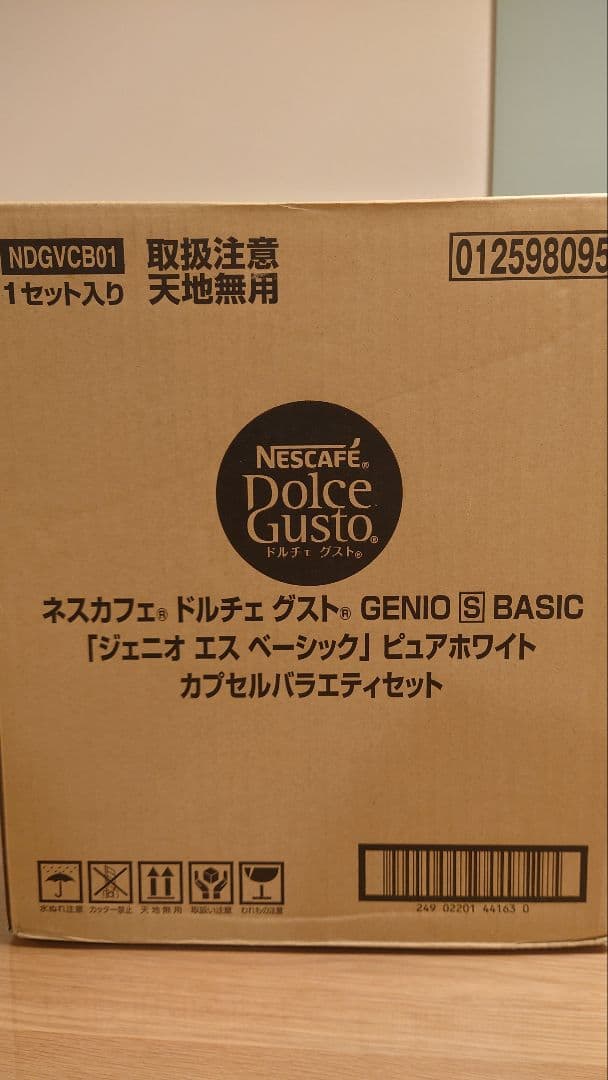 NDGVCB01
取扱注意
012598095
1セット入り
天地無用
NESCAFÉ®
Dolce
Gusto®
ドルチェ グスト®
ネスカフェ® ドルチェ グスト® GENIO S BASIC
「ジェニオ エス ベーシック」ピュアホワイト
カプセルバラエティセット
水ぬれ注意 カッター禁止 天地無用 取扱い注意 われもの注意
249 02201 44163 0